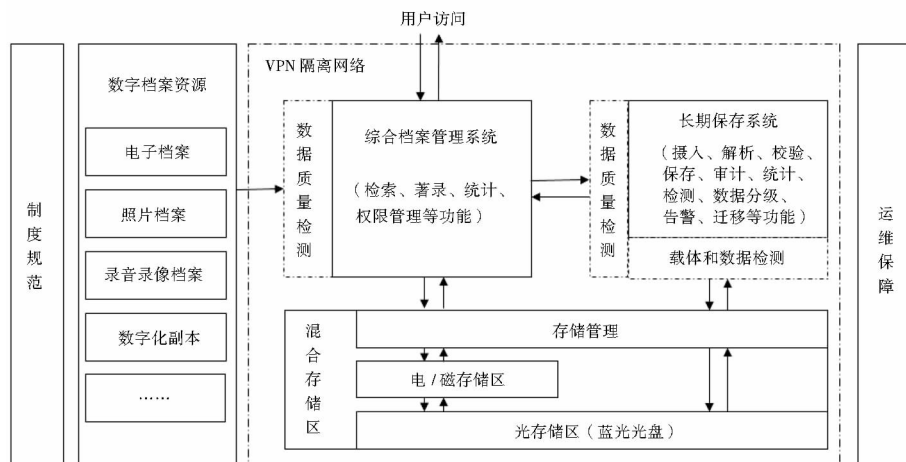 用户访问
制度规范
数字档案资源
电子档案
照片档案
录音录像档案
数字化副本
……
VPN 隔离网络
数据质量检测
综合档案管理系统
（检索、著录、统计、
权限管理等功能）
数据质量检测
长期保存系统
（摄入、解析、校验、
保存、审计、统计、
检测、数据分级、
告警、迁移等功能）
载体和数据检测
混合存储区
存储管理
电 / 磁存储区
光存储区（蓝光光盘）
运维保障